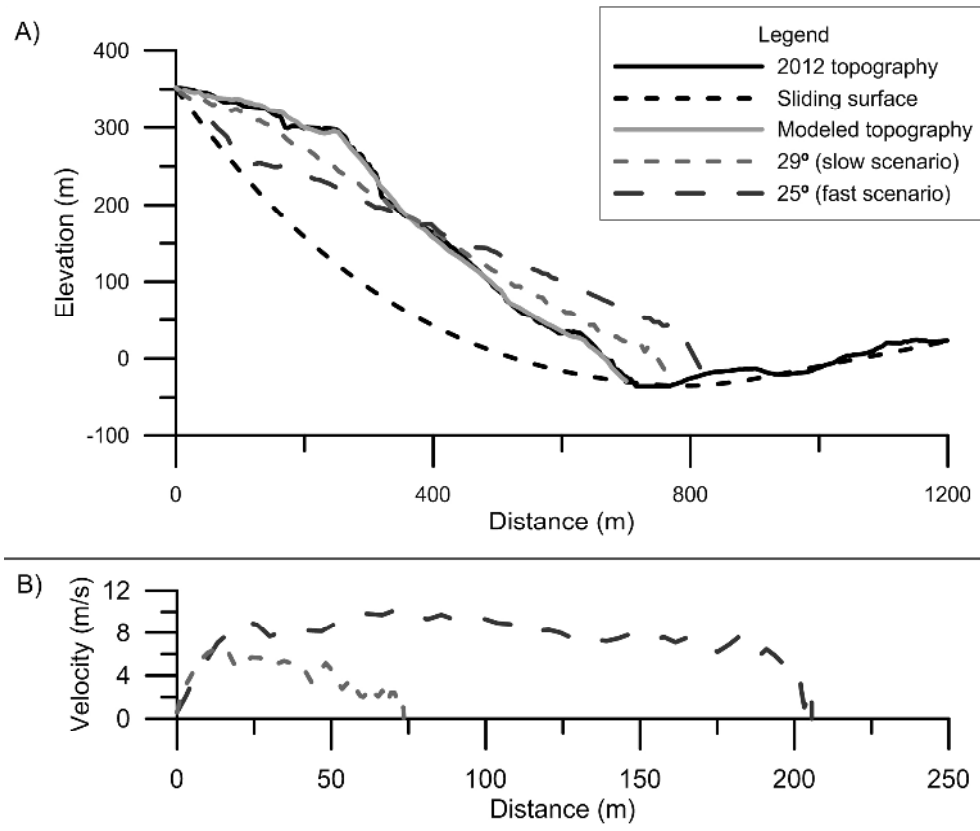 A)
Legend
2012 topography
Sliding surface
Modeled topography
29º (slow scenario)
25º (fast scenario)
400
300
200
100
0
-100
Elevation (m)
0 400 800 1200
Distance (m)
B)
12
8
4
0
Velocity (m/s)
0 50 100 150 200 250
Distance (m)